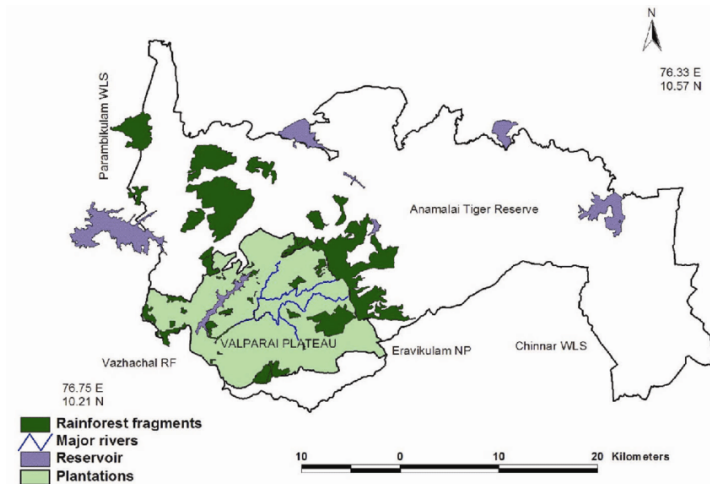 N
76.33 E
10.57 N
Parambikulam WLS
Anamalai Tiger Reserve
VALPARAI PLATEAU
Eravikulam NP
Chinnar WLS
Vazhachal RF
76.75 E
10.21 N
Rainforest fragments
Major rivers
Reservoir
Plantations
10 0 10 20 Kilometers